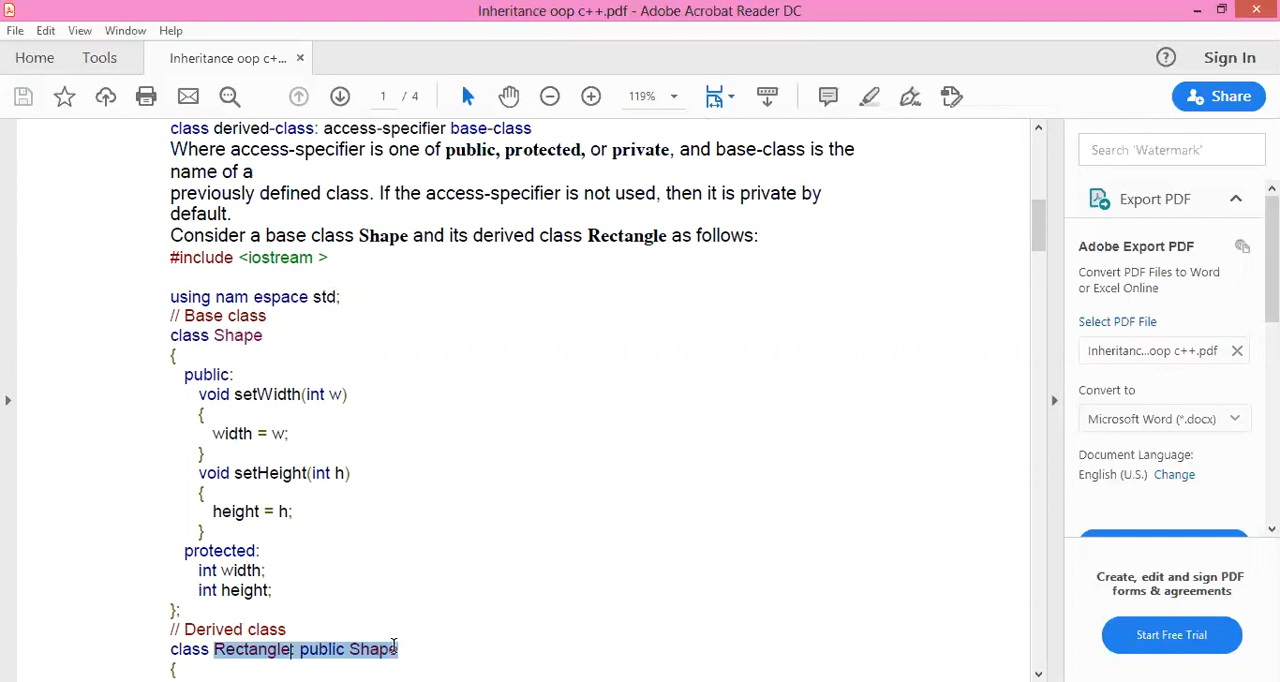 Inheritance oop c++.pdf - Adobe Acrobat Reader DC
File Edit View Window Help
Home Tools Inheritance oop c+... × Sign In
1 / 4 119% Share
class derived-class: access-specifier base-class
Where access-specifier is one of public, protected, or private, and base-class is the
name of a
previously defined class. If the access-specifier is not used, then it is private by
default.
Consider a base class Shape and its derived class Rectangle as follows:
#include <iostream >
using nam espace std;
// Base class
class Shape
{
public:
void setWidth(int w)
{
width = w;
}
void setHeight(int h)
{
height = h;
}
protected:
int width;
int height;
};
// Derived class
class Rectangle: public Shape
{
Search 'Watermark'
Export PDF
Adobe Export PDF
Convert PDF Files to Word
or Excel Online
Select PDF File
Inheritanc...oop c++.pdf
Convert to
Microsoft Word (*.docx)
Document Language:
English (U.S.) Change
Create, edit and sign PDF
forms & agreements
Start Free Trial